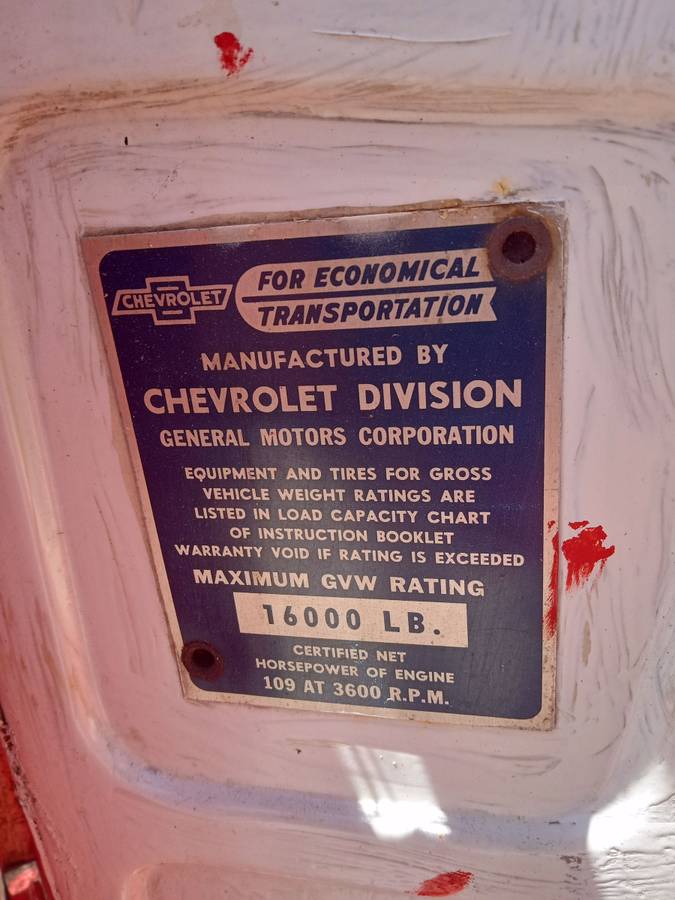 CHEVROLET
FOR ECONOMICAL
TRANSPORTATION
MANUFACTURED BY
CHEVROLET DIVISION
GENERAL MOTORS CORPORATION
EQUIPMENT AND TIRES FOR GROSS
VEHICLE WEIGHT RATINGS ARE
LISTED IN LOAD CAPACITY CHART
OF INSTRUCTION BOOKLET
WARRANTY VOID IF RATING IS EXCEEDED
MAXIMUM GVW RATING
16000 LB.
CERTIFIED NET
HORSEPOWER OF ENGINE
109 AT 3600 R.P.M.